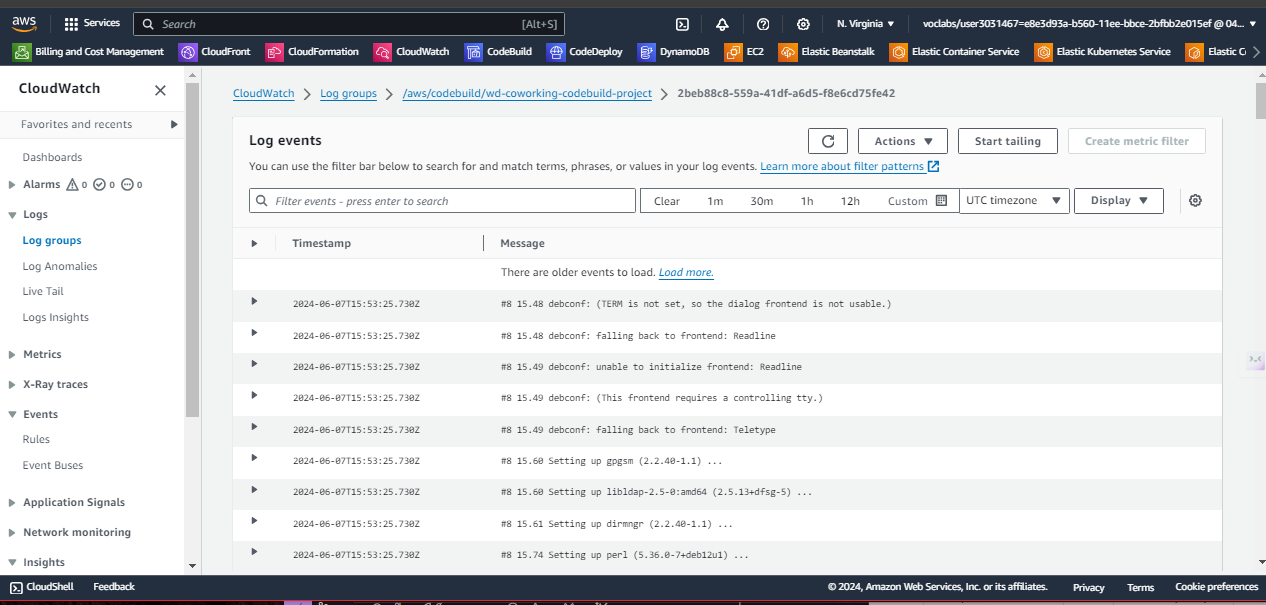 aws Services Search [Alt+S] N. Virginia voclabs/user3031467=e8e3d93a-b560-11ee-bbce-2bfbb2e015ef @ 04...
Billing and Cost Management CloudFront CloudFormation CloudWatch CodeBuild CodeDeploy DynamoDB EC2 Elastic Beanstalk Elastic Container Service Elastic Kubernetes Service Elastic C
CloudWatch
Favorites and recents
Dashboards
Alarms 0 0 0
Logs
Log groups
Log Anomalies
Live Tail
Logs Insights
Metrics
X-Ray traces
Events
Rules
Event Buses
Application Signals
Network monitoring
Insights
CloudWatch Log groups /aws/codebuild/wd-coworking-codebuild-project 2beb88c8-559a-41df-a6d5-f8e6cd75fe42
Log events
Actions Start tailing Create metric filter
You can use the filter bar below to search for and match terms, phrases, or values in your log events. Learn more about filter patterns
Filter events - press enter to search Clear 1m 30m 1h 12h Custom UTC timezone Display
Timestamp Message
There are older events to load. Load more.
2024-06-07T15:53:25.730Z #8 15.48 debconf: (TERM is not set, so the dialog frontend is not usable.)
2024-06-07T15:53:25.730Z #8 15.48 debconf: falling back to frontend: Readline
2024-06-07T15:53:25.730Z #8 15.49 debconf: unable to initialize frontend: Readline
2024-06-07T15:53:25.730Z #8 15.49 debconf: (This frontend requires a controlling tty.)
2024-06-07T15:53:25.730Z #8 15.49 debconf: falling back to frontend: Teletype
2024-06-07T15:53:25.730Z #8 15.60 Setting up gpgsm (2.2.40-1.1) ...
2024-06-07T15:53:25.730Z #8 15.60 Setting up libldap-2.5-0:amd64 (2.5.13+dfsg-5) ...
2024-06-07T15:53:25.730Z #8 15.61 Setting up dirmngr (2.2.40-1.1) ...
2024-06-07T15:53:25.730Z #8 15.74 Setting up perl (5.36.0-7+deb12u1) ...
CloudShell Feedback © 2024, Amazon Web Services, Inc. or its affiliates. Privacy Terms Cookie preferences